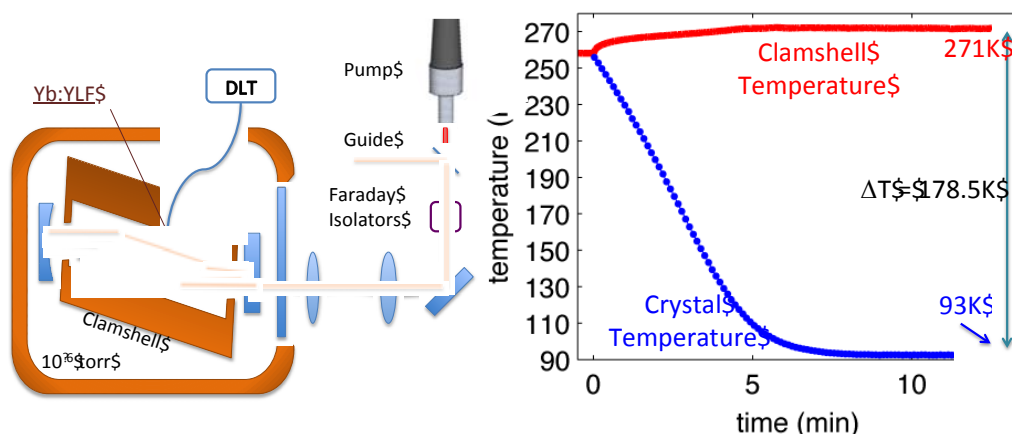 Pump$
DLT
Yb:YLF$
Guide$
Faraday$
Isolators$
Clamshell$
torr$
270
250
230
210
190
170
150
130
110
90
temperature (
Clamshell$
Temperature$
271K$
ΔT$=$178.5K$
Crystal$
Temperature$
93K$
0
5
10
time (min)